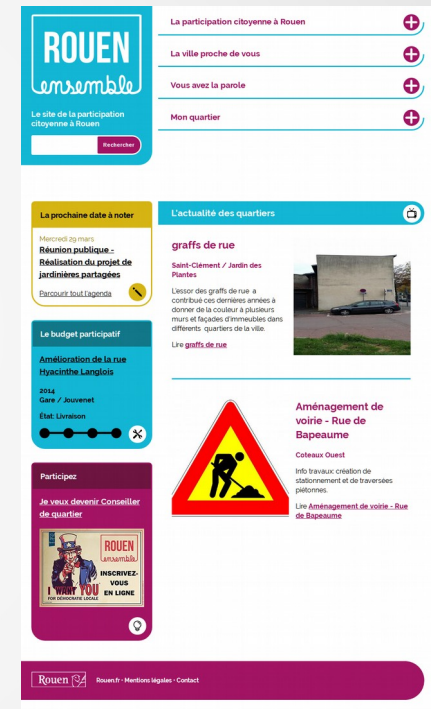 ROUEN
ensemble
Le site de la participation
citoyenne à Rouen
Rechercher
La participation citoyenne à Rouen
La ville proche de vous
Vous avez la parole
Mon quartier
La prochaine date à noter
Mercredi 29 mars
Réunion publique -
Réalisation du projet de
jardinières partagées
Parcourir tout l'agenda
Le budget participatif
Amélioration de la rue
Hyacinthe Langlois
2014
Gare / Jouvenet
État: Livraison
Participez
Je veux devenir Conseiller
de quartier
ROUEN
ensemble
INSCRIVEZ-
VOUS
EN LIGNE
I WANT YOU
FOR DÉMOCRATIE LOCALE
L'actualité des quartiers
graffs de rue
Saint-Clément / Jardin des
Plantes
L'essor des graffs de rue a
contribué ces dernières années à
donner de la couleur à plusieurs
murs et façades d'immeubles dans
différents quartiers de la ville.
Lire graffs de rue
Aménagement de
voirie - Rue de
Bapeaume
Coteaux Ouest
Info travaux: création de
stationnement et de traversées
piétonnes.
Lire Aménagement de voirie - Rue
de Bapeaume
Rouen
Rouen.fr • Mentions légales • Contact